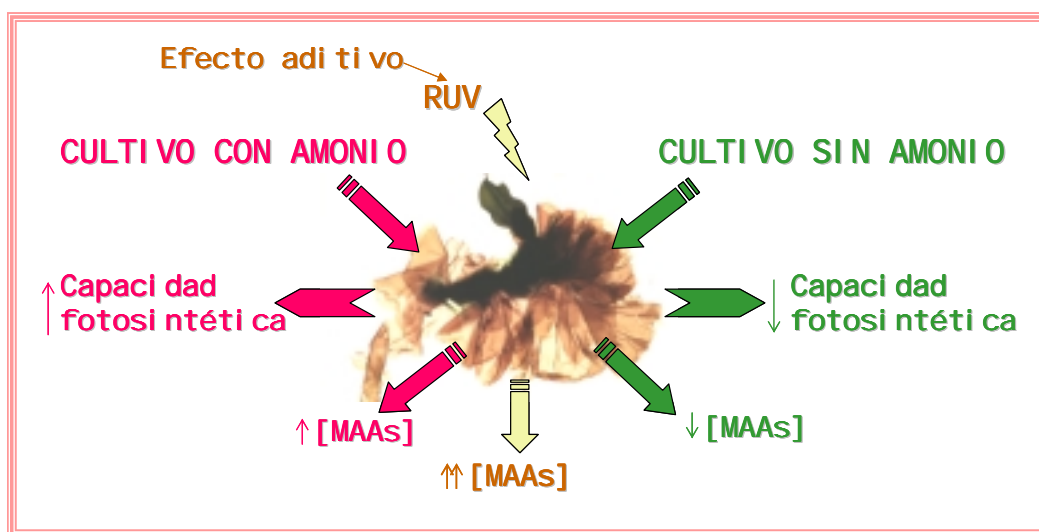 Efecto aditivo
RUV
CULTIVO CON AMONIO
CULTIVO SIN AMONIO
↑ Capacidad
fotosintética
↓ Capacidad
fotosintética
↑ [MAAs]
↓ [MAAs]
⇈ [MAAs]